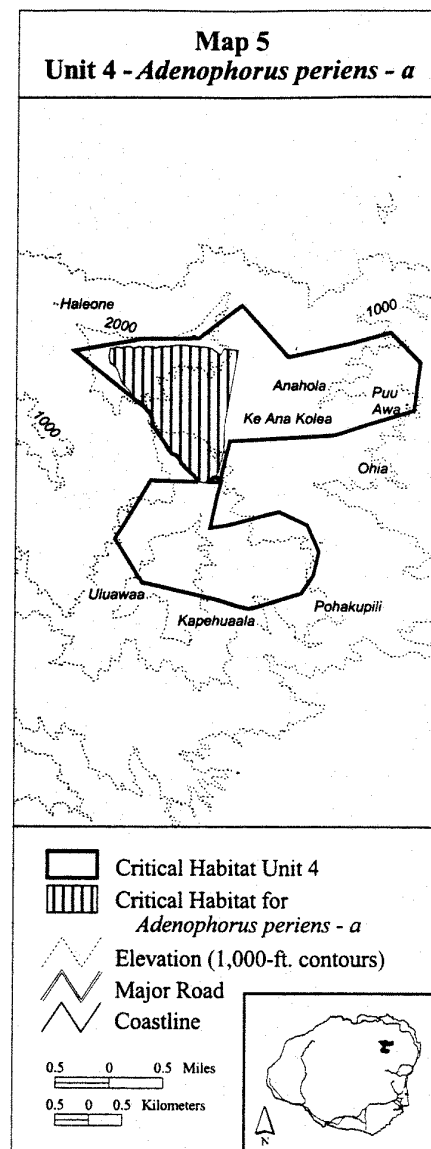 Map 5
Unit 4 - Adenophorus periens - a
Haleone
2000
1000
Anahola
Puu
Awa
Ke Ana Kolea
1000
Ohia
Uluawaa
Kapehuaala
Pohakupili
Critical Habitat Unit 4
Critical Habitat for
Adenophorus periens - a
Elevation (1,000-ft. contours)
Major Road
Coastline
0.5 0 0.5 Miles
0.5 0 0.5 Kilometers
N